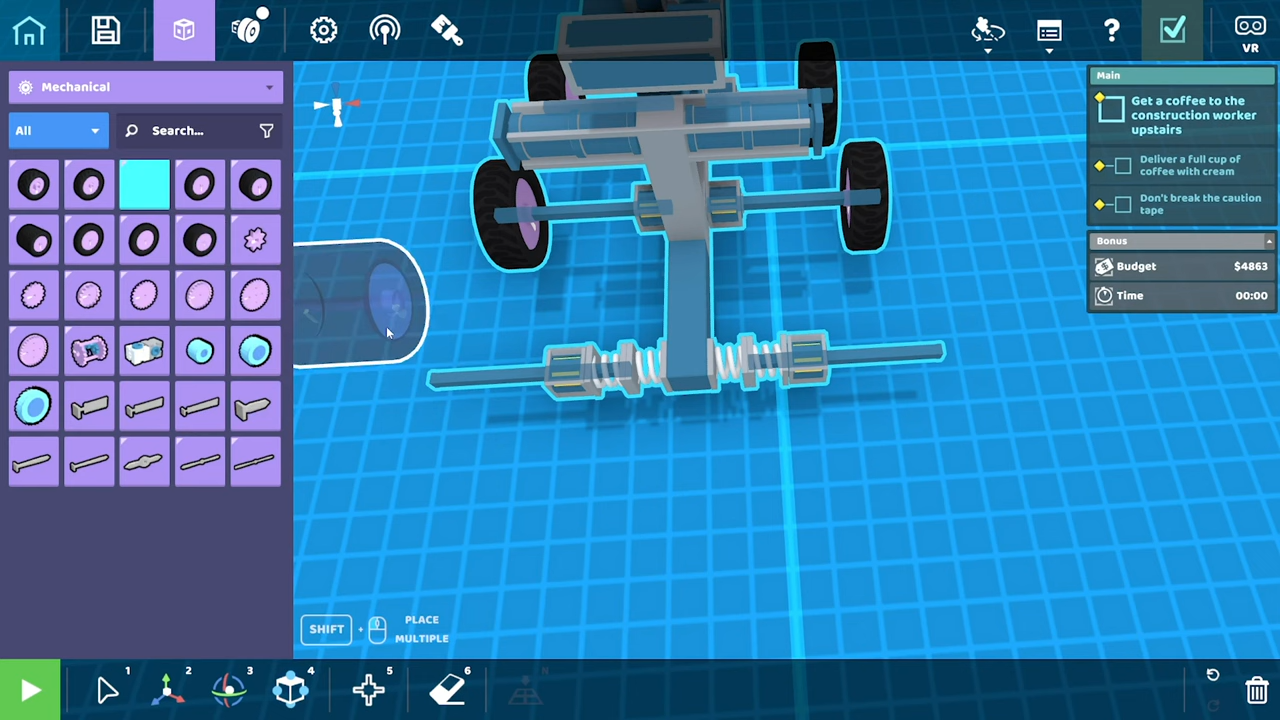 VR
Mechanical
All
Search...
Main
Get a coffee to the
construction worker
upstairs
Deliver a full cup of
coffee with cream
Don't break the caution
tape
Bonus
Budget $4863
Time 00:00
SHIFT + PLACE
MULTIPLE
1 2 3 4 5 6 N